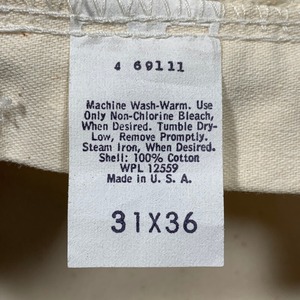 4 69111
Machine Wash-Warm. Use
Only Non-Chlorine Bleach,
When Desired. Tumble Dry-
Low, Remove Promptly.
Steam Iron, When Desired.
Shell: 100% Cotton
WPL 12559
Made in U. S. A.
31X36